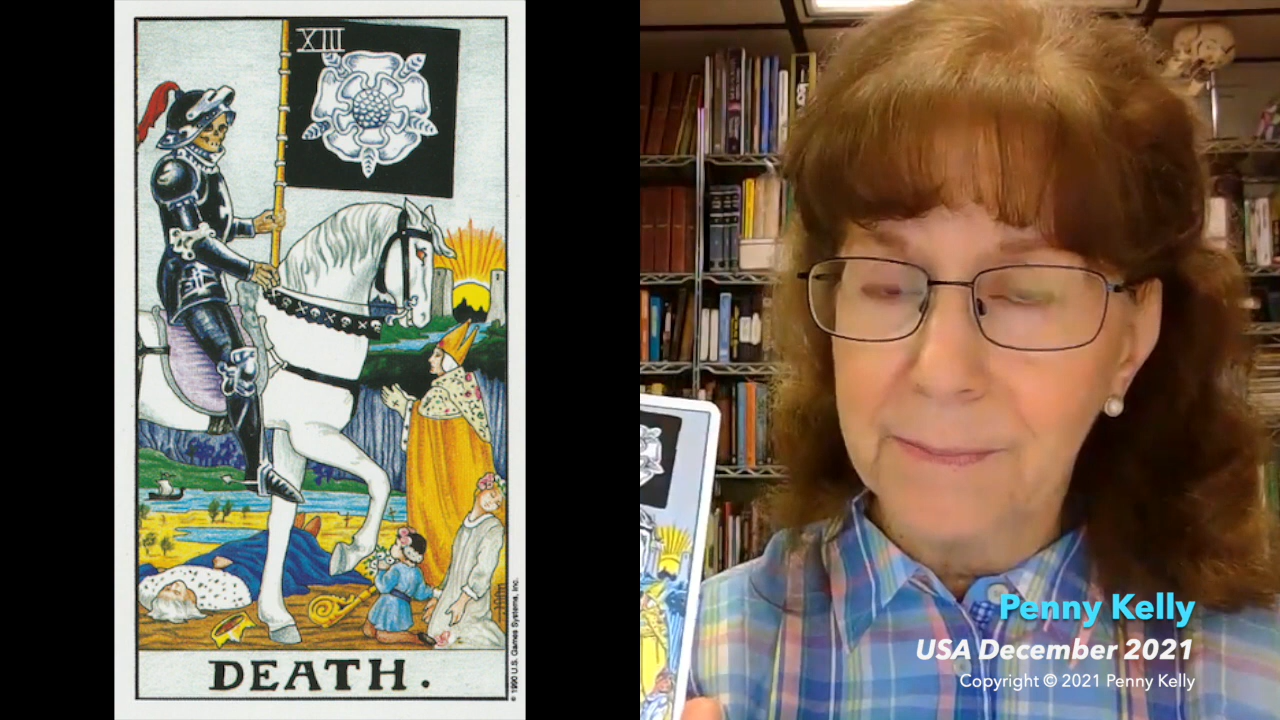 XIII
DEATH.
© 1990 U.S. Games Systems, Inc.
Penny Kelly
USA December 2021
Copyright © 2021 Penny Kelly